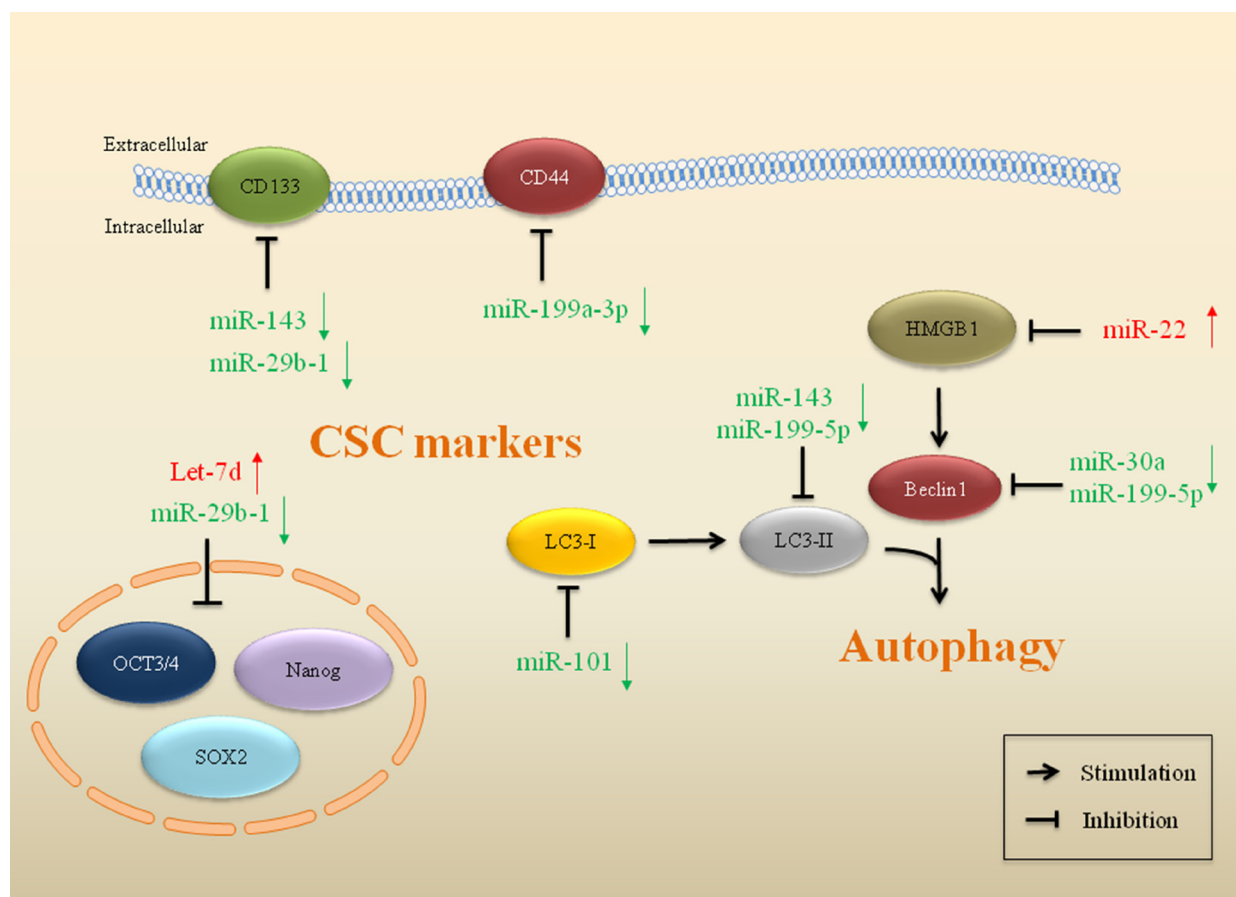 Extracellular
CD133
CD44
Intracellular
miR-143
miR-29b-1
miR-199a-3p
HMGB1
miR-22
miR-143
miR-199-5p
CSC markers
Let-7d
miR-29b-1
Beclin1
miR-30a
miR-199-5p
LC3-I
LC3-II
OCT3/4
Nanog
SOX2
miR-101
Autophagy
Stimulation
Inhibition